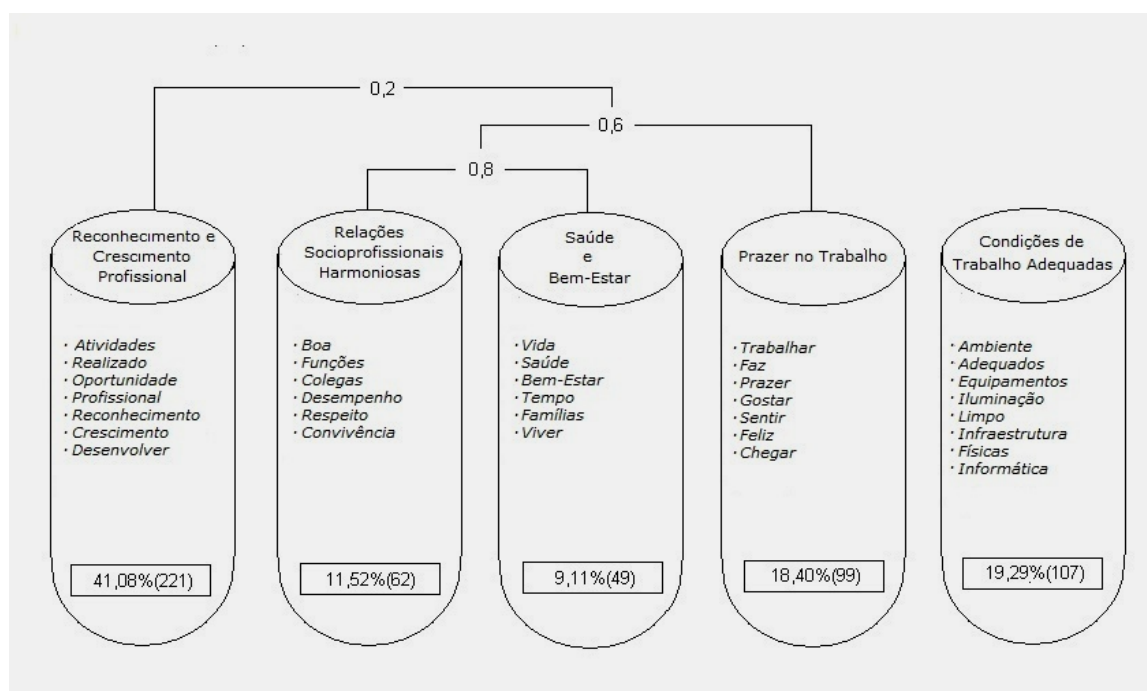 0,2
0,6
0,8
Reconhecimento e
Crescimento
Profissional
· Atividades
· Realizado
· Oportunidade
· Profissional
· Reconhecimento
· Crescimento
· Desenvolver
41,08%(221)
Relações
Socioprofissionais
Harmoniosas
· Boa
· Funções
· Colegas
· Desempenho
· Respeito
· Convivência
11,52%(62)
Saúde
e
Bem-Estar
· Vida
· Saúde
· Bem-Estar
· Tempo
· Famílias
· Viver
9,11%(49)
Prazer no Trabalho
· Trabalhar
· Faz
· Prazer
· Gostar
· Sentir
· Feliz
· Chegar
18,40%(99)
Condições de
Trabalho Adequadas
· Ambiente
· Adequados
· Equipamentos
· Iluminação
· Limpo
· Infraestrutura
· Físicas
· Informática
19,29%(107)